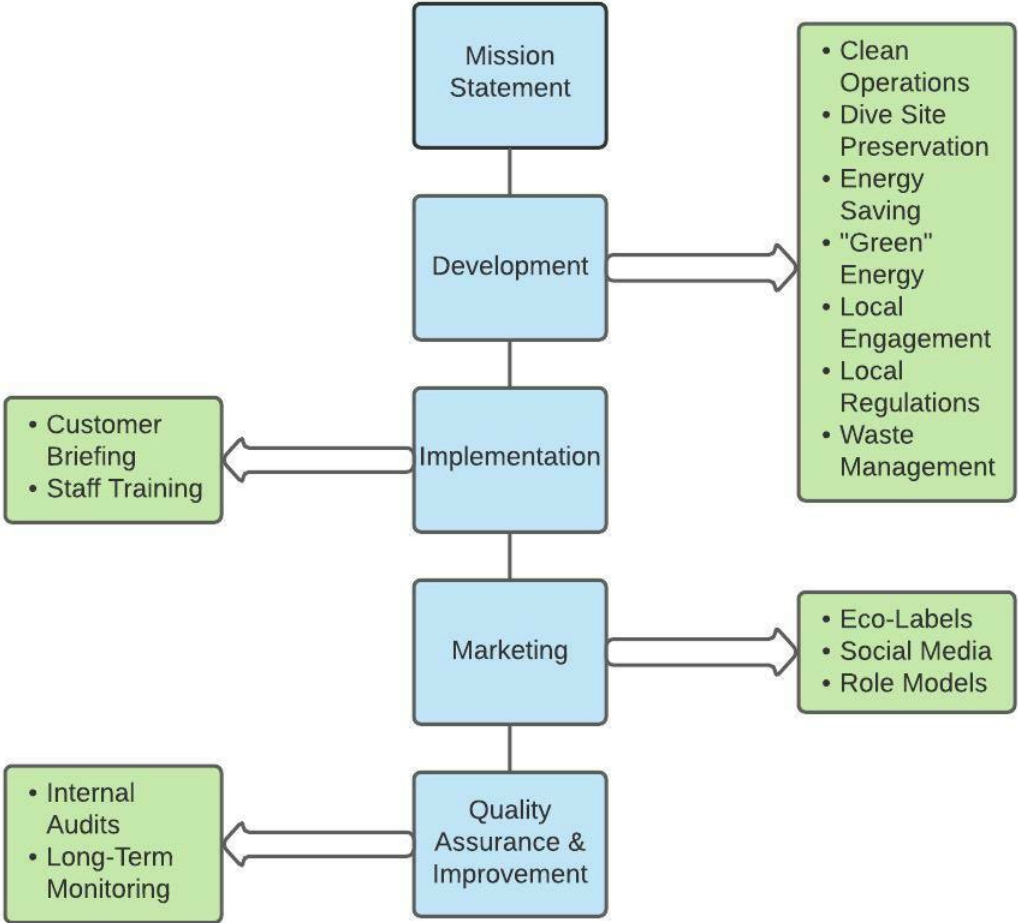 Mission
Statement
Development
• Clean
Operations
• Dive Site
Preservation
• Energy
Saving
• "Green"
Energy
• Local
Engagement
• Local
Regulations
• Waste
Management
Implementation
• Customer
Briefing
• Staff Training
Marketing
• Eco-Labels
• Social Media
• Role Models
Quality
Assurance &
Improvement
• Internal
Audits
• Long-Term
Monitoring